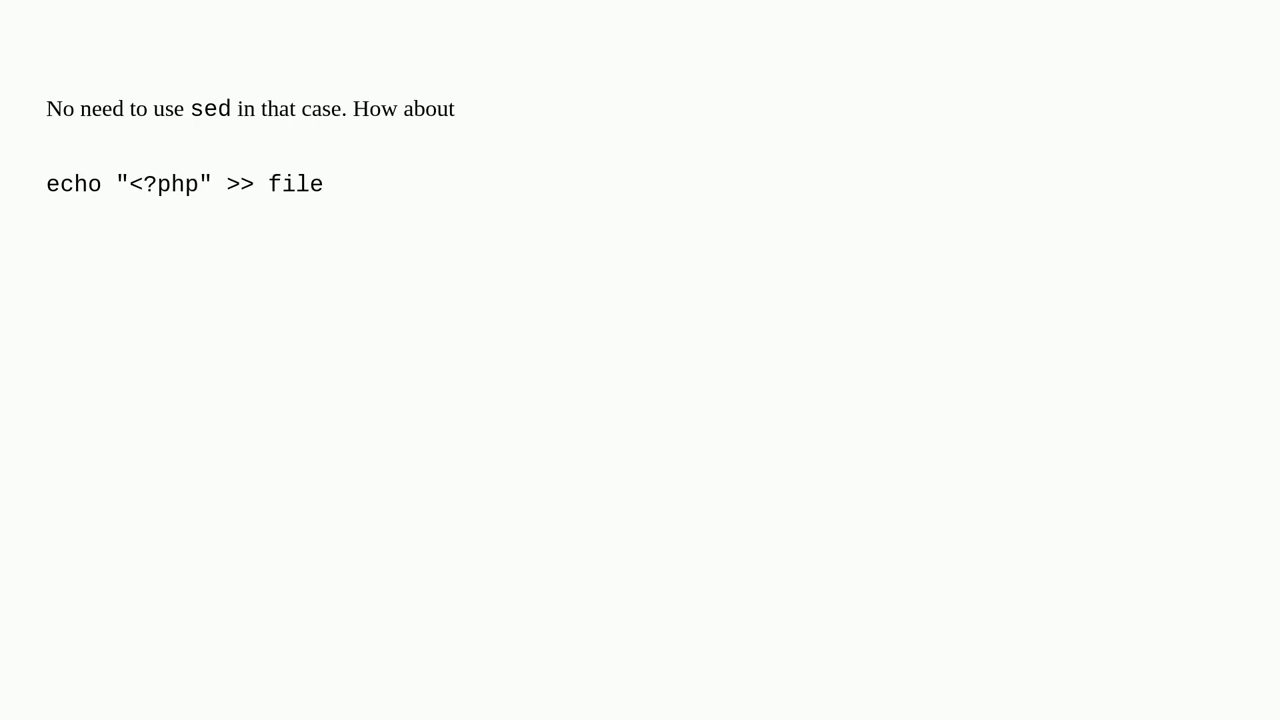 No need to use sed in that case. How about
echo "<?php" >> file